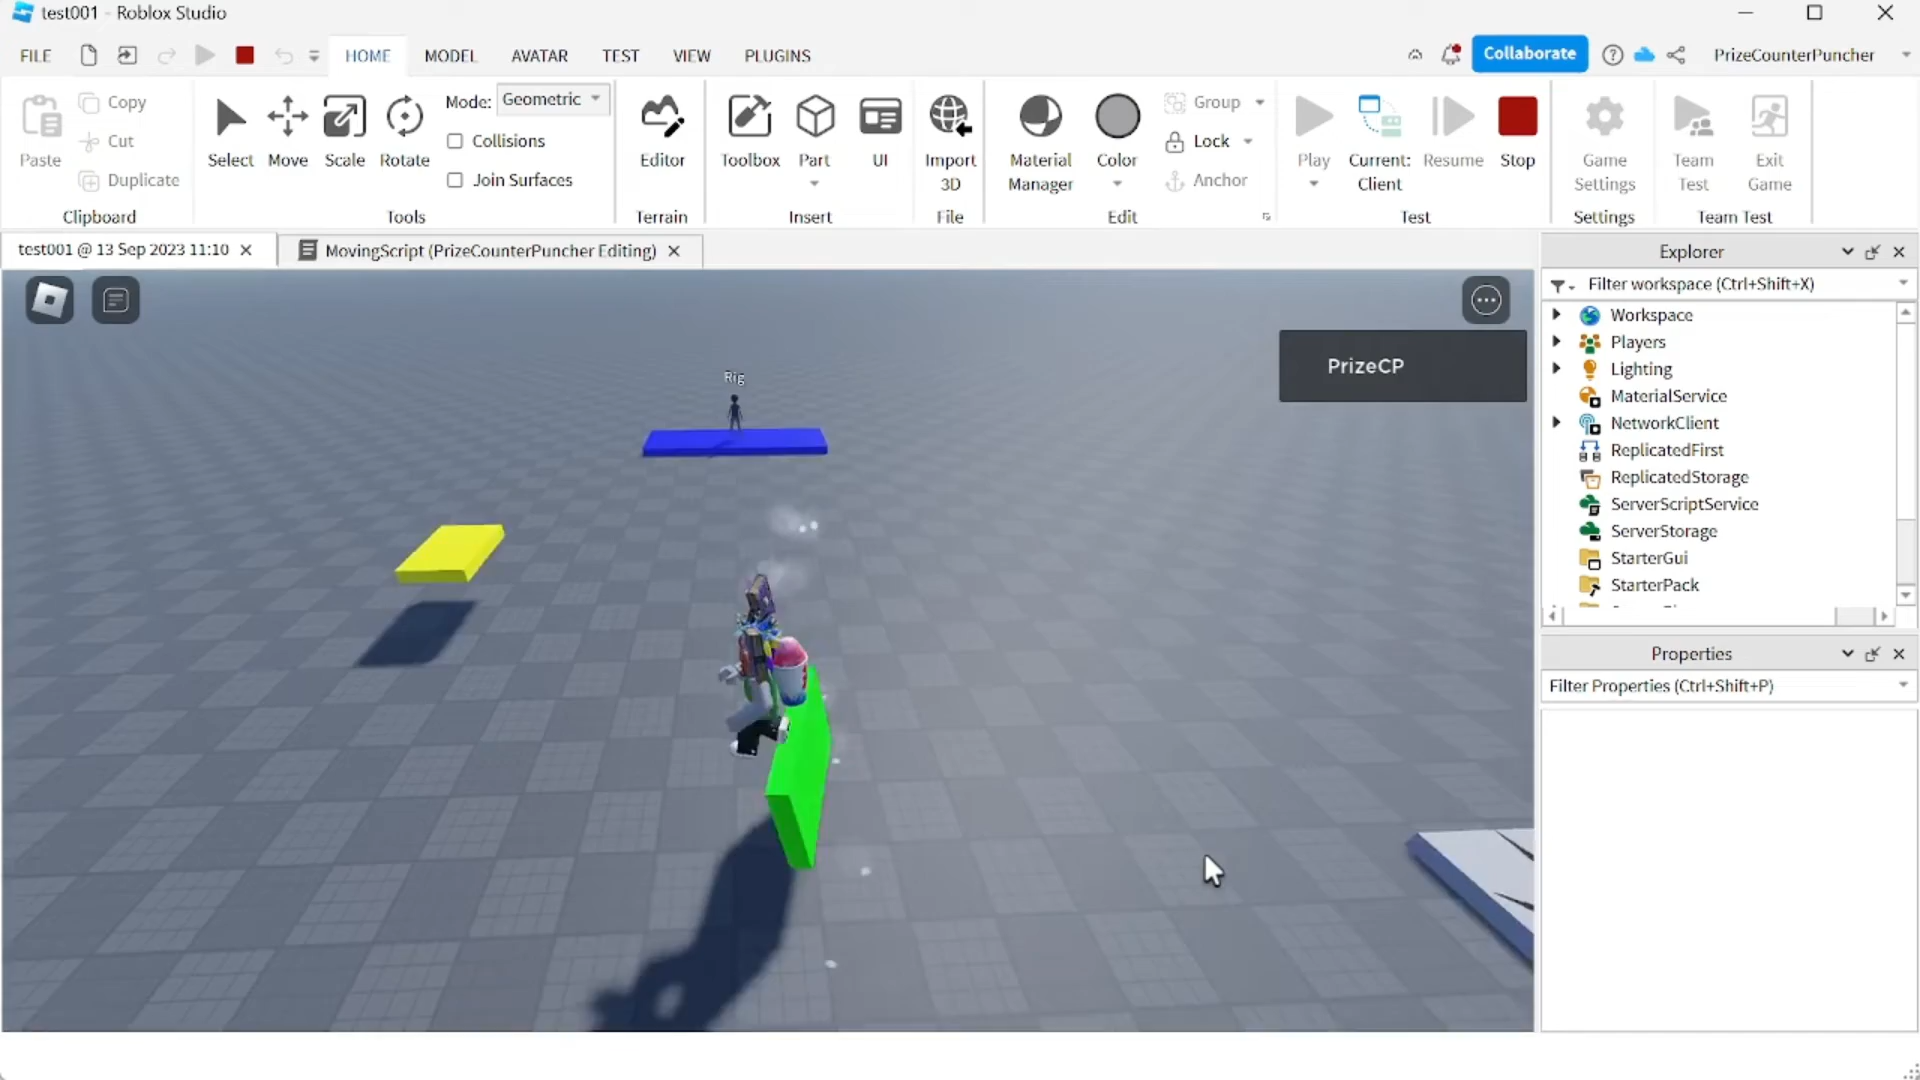 test001 - Roblox Studio
FILE HOME MODEL AVATAR TEST VIEW PLUGINS Collaborate PrizeCounterPuncher
Paste
Copy
Cut
Duplicate
Clipboard
Select Move Scale Rotate
Mode: Geometric
Collisions
Join Surfaces
Tools
Editor
Terrain
Toolbox Part UI
Insert
Import
3D
File
Material
Manager
Color
Group
Lock
Anchor
Edit
Play
Current:
Client
Resume Stop
Test
Game
Settings
Settings
Team
Test
Exit
Game
Team Test
test001 @ 13 Sep 2023 11:10
MovingScript (PrizeCounterPuncher Editing)
Rig
PrizeCP
Explorer
Filter workspace (Ctrl+Shift+X)
Workspace
Players
Lighting
MaterialService
NetworkClient
ReplicatedFirst
ReplicatedStorage
ServerScriptService
ServerStorage
StarterGui
StarterPack
Properties
Filter Properties (Ctrl+Shift+P)